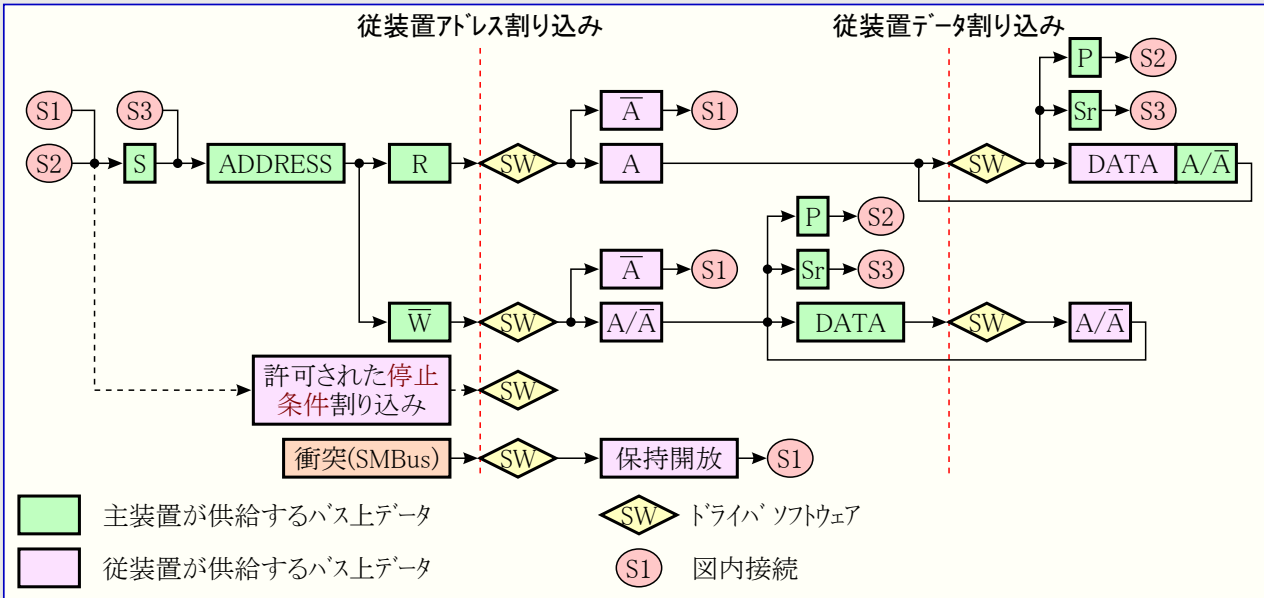 従装置アドレス割り込み
従装置データ割り込み
P
S2
S1
S3
A̅
S1
Sr
S3
S2
S
ADDRESS
R
SW
A
SW
DATA
A/A̅
P
S2
A̅
S1
Sr
S3
W̅
SW
A/A̅
DATA
SW
A/A̅
許可された停止
条件割り込み
SW
衝突(SMBus)
SW
保持開放
S1
主装置が供給するバス上データ
SW
ドライバ ソフトウェア
従装置が供給するバス上データ
S1
図内接続